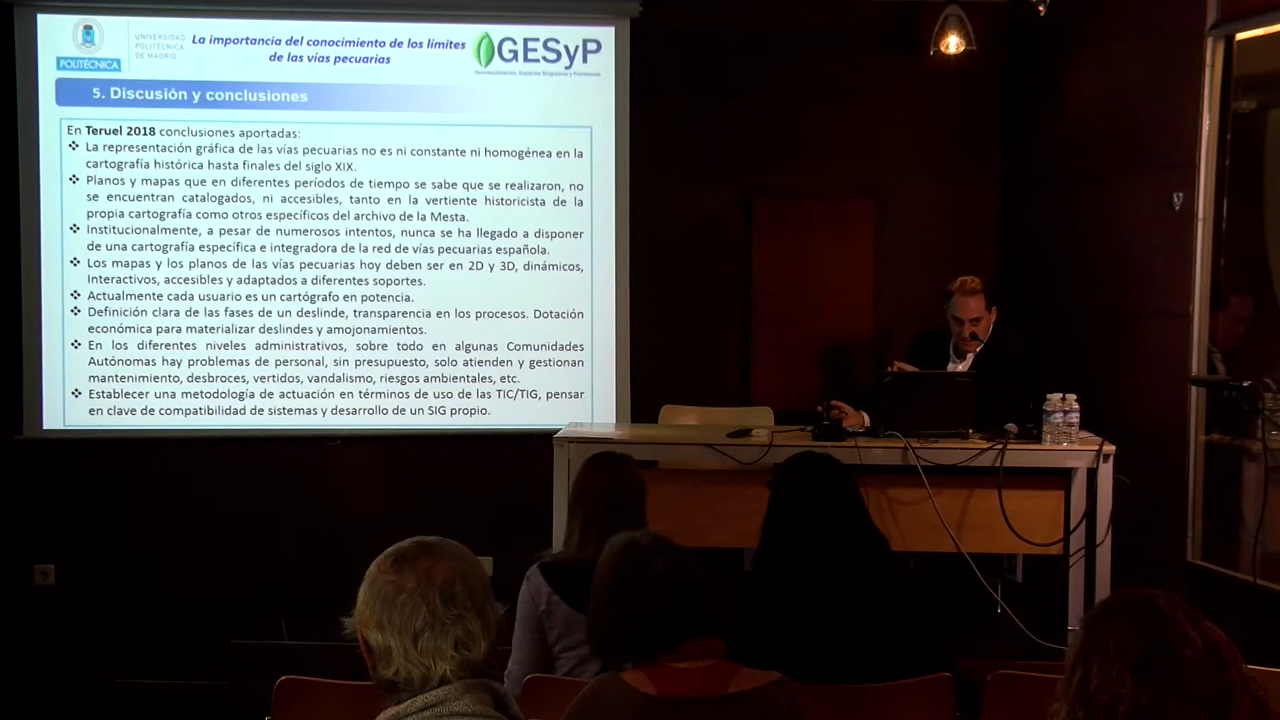 POLITÉCNICA
UNIVERSIDAD
POLITÉCNICA
DE MADRID
La importancia del conocimiento de los límites
de las vías pecuarias
GESyP
5. Discusión y conclusiones
En Teruel 2018 conclusiones aportadas:
❖ La representación gráfica de las vías pecuarias no es ni constante ni homogénea en la
cartografía histórica hasta finales del siglo XIX.
❖ Planos y mapas que en diferentes períodos de tiempo se sabe que se realizaron, no
se encuentran catalogados, ni accesibles, tanto en la vertiente historicista de la
propia cartografía como otros específicos del archivo de la Mesta.
❖ Institucionalmente, a pesar de numerosos intentos, nunca se ha llegado a disponer
de una cartografía específica e integradora de la red de vías pecuarias española.
❖ Los mapas y los planos de las vías pecuarias hoy deben ser en 2D y 3D, dinámicos,
Interactivos, accesibles y adaptados a diferentes soportes.
❖ Actualmente cada usuario es un cartógrafo en potencia.
❖ Definición clara de las fases de un deslinde, transparencia en los procesos. Dotación
económica para materializar deslindes y amojonamientos.
❖ En los diferentes niveles administrativos, sobre todo en algunas Comunidades
Autónomas hay problemas de personal, sin presupuesto, solo atienden y gestionan
mantenimiento, desbroces, vertidos, vandalismo, riesgos ambientales, etc.
❖ Establecer una metodología de actuación en términos de uso de las TIC/TIG, pensar
en clave de compatibilidad de sistemas y desarrollo de un SIG propio.